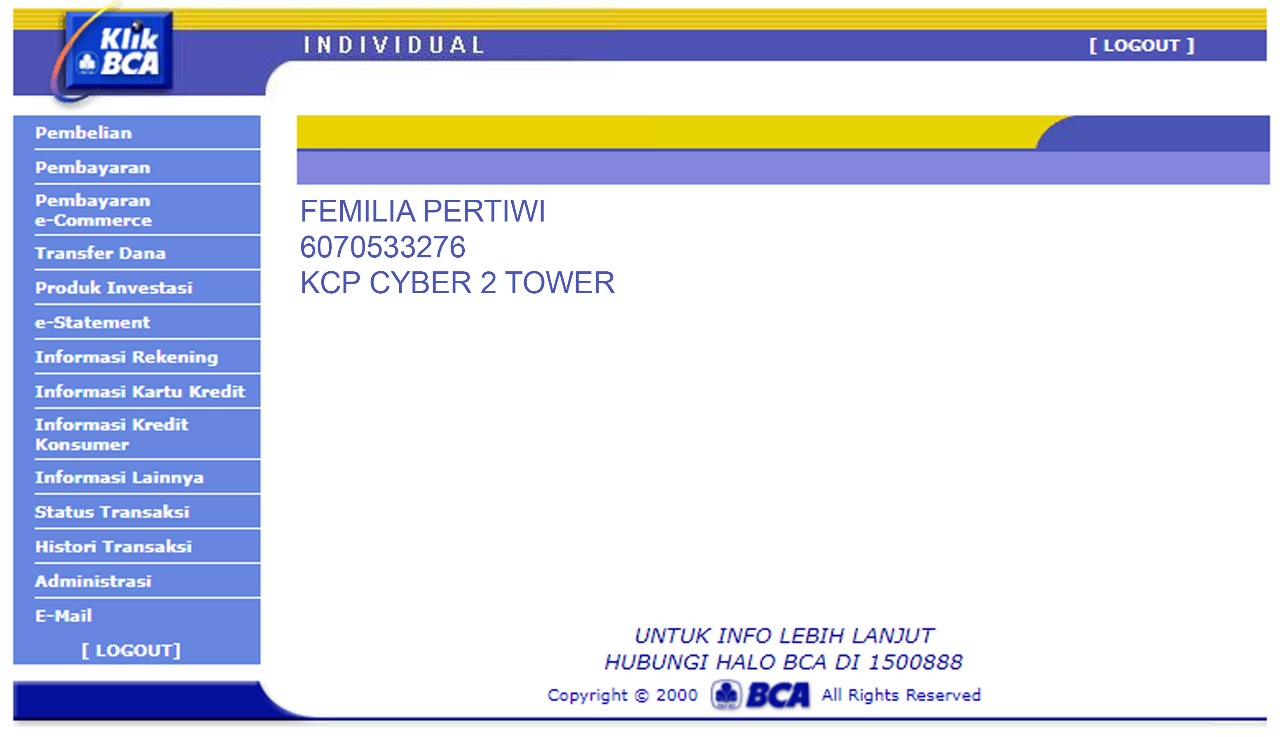 Klik
BCA
INDIVIDUAL
[ LOGOUT ]
Pembelian
Pembayaran
Pembayaran
e-Commerce
Transfer Dana
Produk Investasi
e-Statement
Informasi Rekening
Informasi Kartu Kredit
Informasi Kredit
Konsumer
Informasi Lainnya
Status Transaksi
Histori Transaksi
Administrasi
E-Mail
[ LOGOUT]
FEMILIA PERTIWI
6070533276
KCP CYBER 2 TOWER
UNTUK INFO LEBIH LANJUT
HUBUNGI HALO BCA DI 1500888
Copyright © 2000 BCA All Rights Reserved